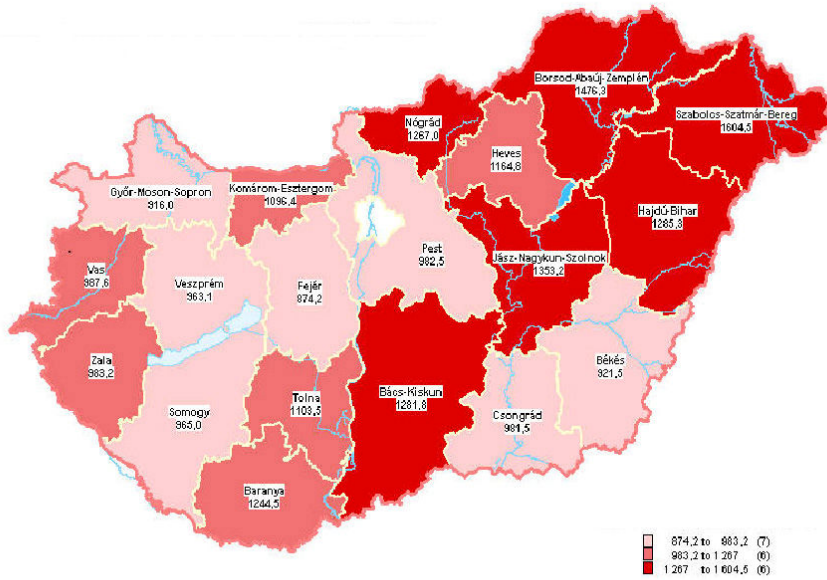 Borsod-Abaúj-Zemplén
1476,3
Szabolcs-Szatmár-Bereg
1604,5
Nógrád
1267,0
Heves
1164,8
Győr-Moson-Sopron
916,0
Komárom-Esztergom
1096,4
Hajdú-Bihar
1285,3
Pest
982,5
Jász-Nagykun-Szolnok
1353,2
Vas
987,6
Veszprém
963,1
Fejér
874,2
Zala
983,2
Békés
921,5
Somogy
965,0
Tolna
1103,5
Bács-Kiskun
1281,8
Csongrád
981,5
Baranya
1244,5
874,2 to 983,2 (7)
983,2 to 1 267 (6)
1 267 to 1 604,5 (6)